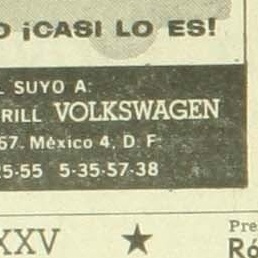 O ¡CASI LO ES!
L SUYO A:
RILL VOLKSWAGEN
57. México 4, D. F.
25-55 5-35-57-38
XXV ★ Pre
Ró